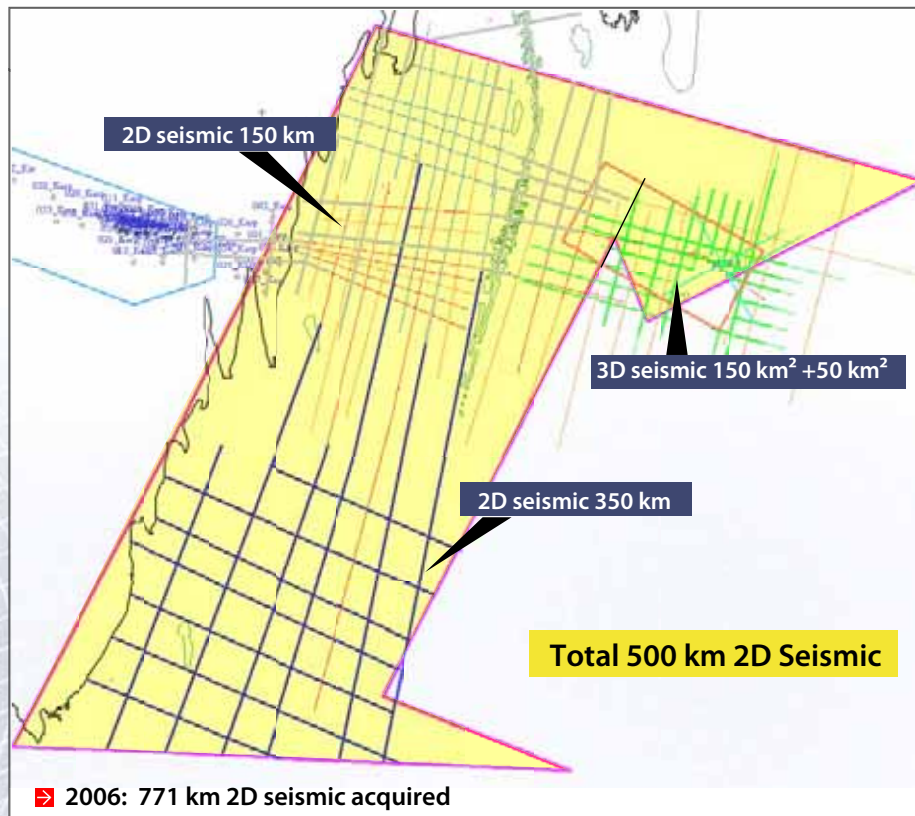 2D seismic 150 km
3D seismic 150 km² +50 km²
2D seismic 350 km
Total 500 km 2D Seismic
2006: 771 km 2D seismic acquired